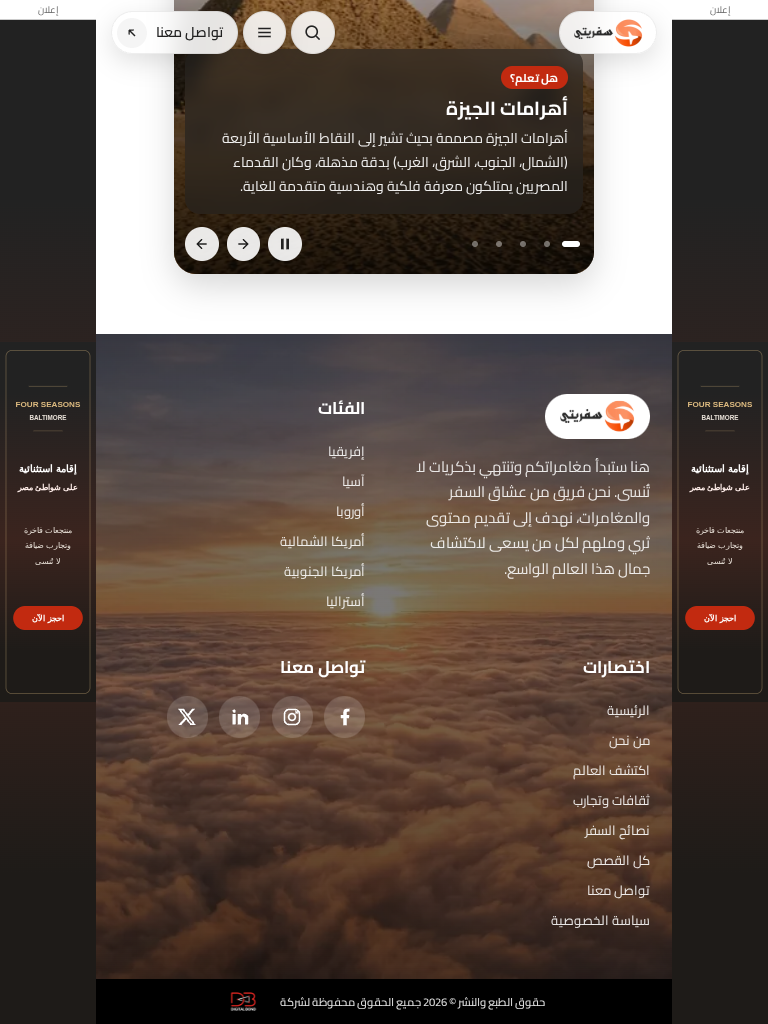 إعلان
إعلان
سفريتي
تواصل معنا
هل تعلم؟
أهرامات الجيزة
أهرامات الجيزة مصممة بحيث تشير إلى النقاط الأساسية الأربعة
(الشمال، الجنوب، الشرق، الغرب) بدقة مذهلة، وكان القدماء
المصريين يمتلكون معرفة فلكية وهندسية متقدمة للغاية.
سفريتي
هنا ستبدأ مغامراتكم وتنتهي بذكريات لا
تُنسى. نحن فريق من عشاق السفر
والمغامرات، نهدف إلى تقديم محتوى
ثري وملهم لكل من يسعى لاكتشاف
جمال هذا العالم الواسع.
الفئات
إفريقيا
آسيا
أوروبا
أمريكا الشمالية
أمريكا الجنوبية
أستراليا
اختصارات
الرئيسية
من نحن
اكتشف العالم
ثقافات وتجارب
نصائح السفر
كل القصص
تواصل معنا
سياسة الخصوصية
تواصل معنا
FOUR SEASONS
BALTIMORE
إقامة استثنائية
على شواطئ مصر
منتجعات فاخرة
وتجارب ضيافة
لا تُنسى
احجز الآن
FOUR SEASONS
BALTIMORE
إقامة استثنائية
على شواطئ مصر
منتجعات فاخرة
وتجارب ضيافة
لا تُنسى
احجز الآن
حقوق الطبع والنشر © 2026 جميع الحقوق محفوظة لشركة